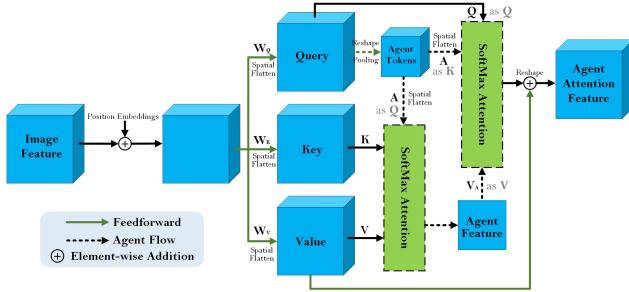 Image
Feature
Position Embeddings
W_Q
Spatial
Flatten
W_K
Spatial
Flatten
W_V
Spatial
Flatten
Query
Key
Value
Reshape
Pooling
Agent
Tokens
Spatial
Flatten
A
as K
Q
as Q
A
as Q
Spatial
Flatten
K
V
SoftMax Attention
SoftMax Attention
V_A as V
Agent
Feature
Reshape
Agent
Attention
Feature
Feedforward
Agent Flow
Element-wise Addition